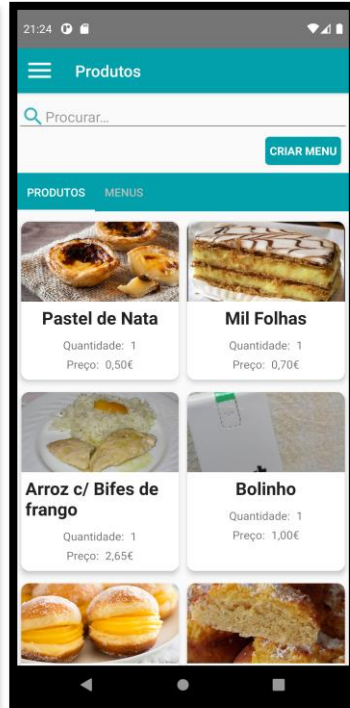 21:24
Produtos
Procurar...
CRIAR MENU
PRODUTOS MENUS
Pastel de Nata
Quantidade: 1
Preço: 0,50€
Mil Folhas
Quantidade: 1
Preço: 0,70€
Arroz c/ Bifes de
frango
Quantidade: 1
Preço: 2,65€
Bolinho
Quantidade: 1
Preço: 1,00€